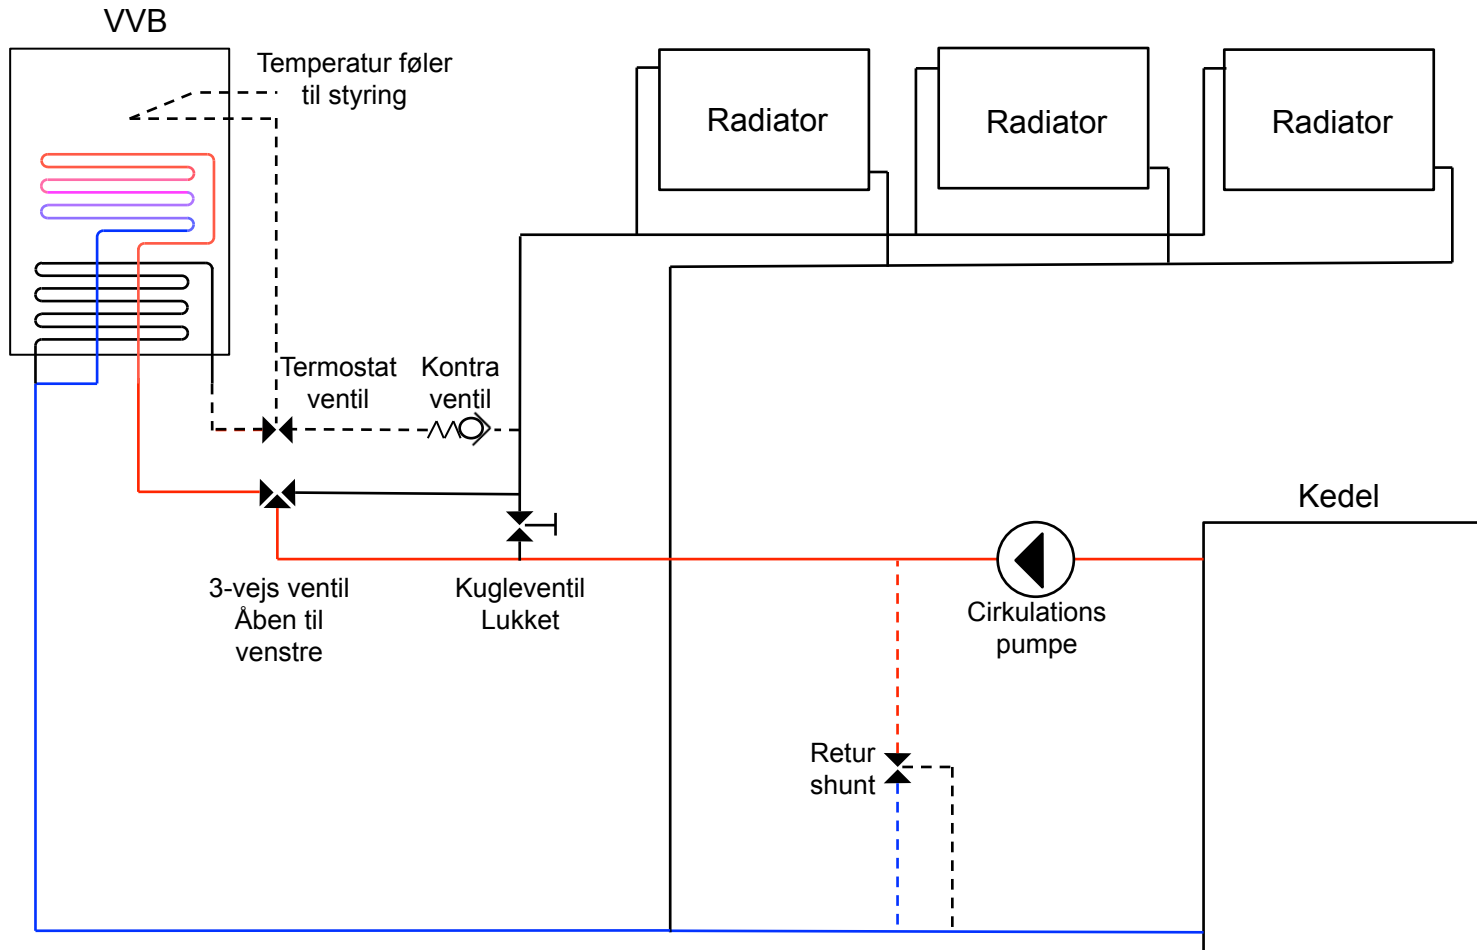 VVB
Temperatur føler
til styring
Radiator
Radiator
Radiator
Termostat
ventil
Kontra
ventil
Kedel
3-vejs ventil
Åben til
venstre
Kugleventil
Lukket
Cirkulations
pumpe
Retur
shunt